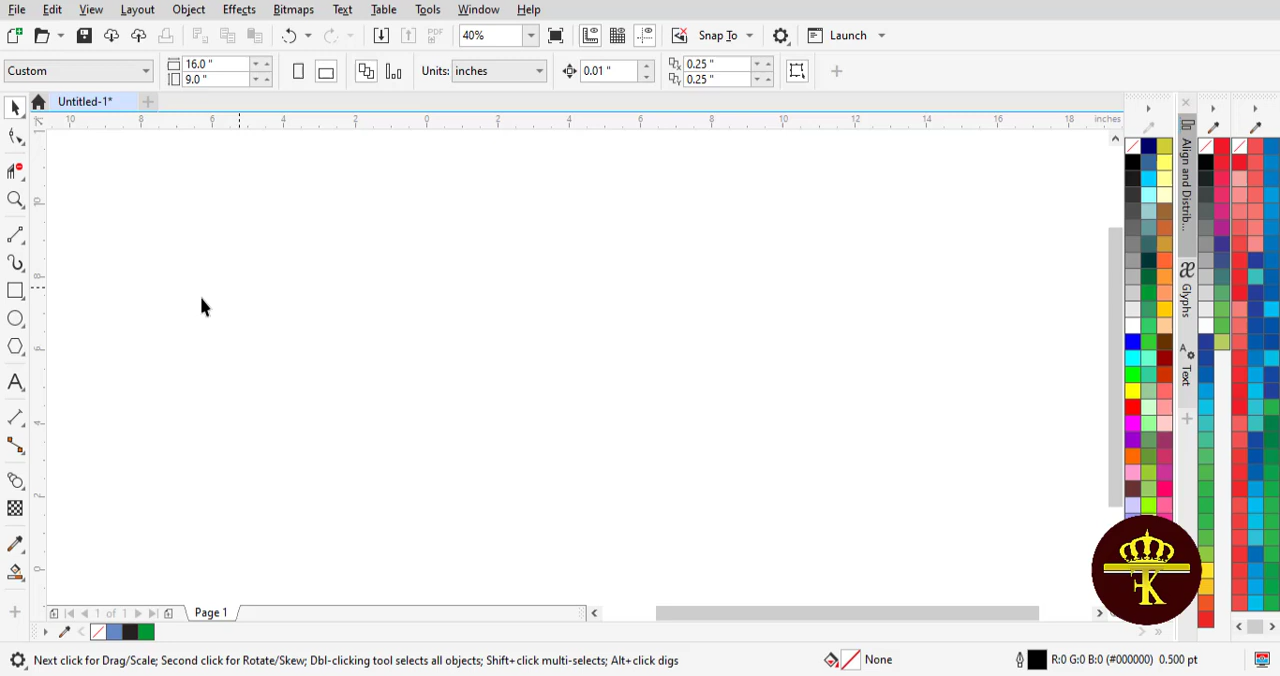 File Edit View Layout Object Effects Bitmaps Text Table Tools Window Help
40% Snap To Launch
Custom 16.0 " 9.0 " Units: inches 0.01 " 0.25 " 0.25 "
Untitled-1*
10 8 6 4 2 0 2 4 6 8 10 12 14 16 18 inches
Align and Distrib...
Glyphs
Text
1 of 1 Page 1
FK
Next click for Drag/Scale; Second click for Rotate/Skew; Dbl-clicking tool selects all objects; Shift+click multi-selects; Alt+click digs None R:0 G:0 B:0 (#000000) 0.500 pt